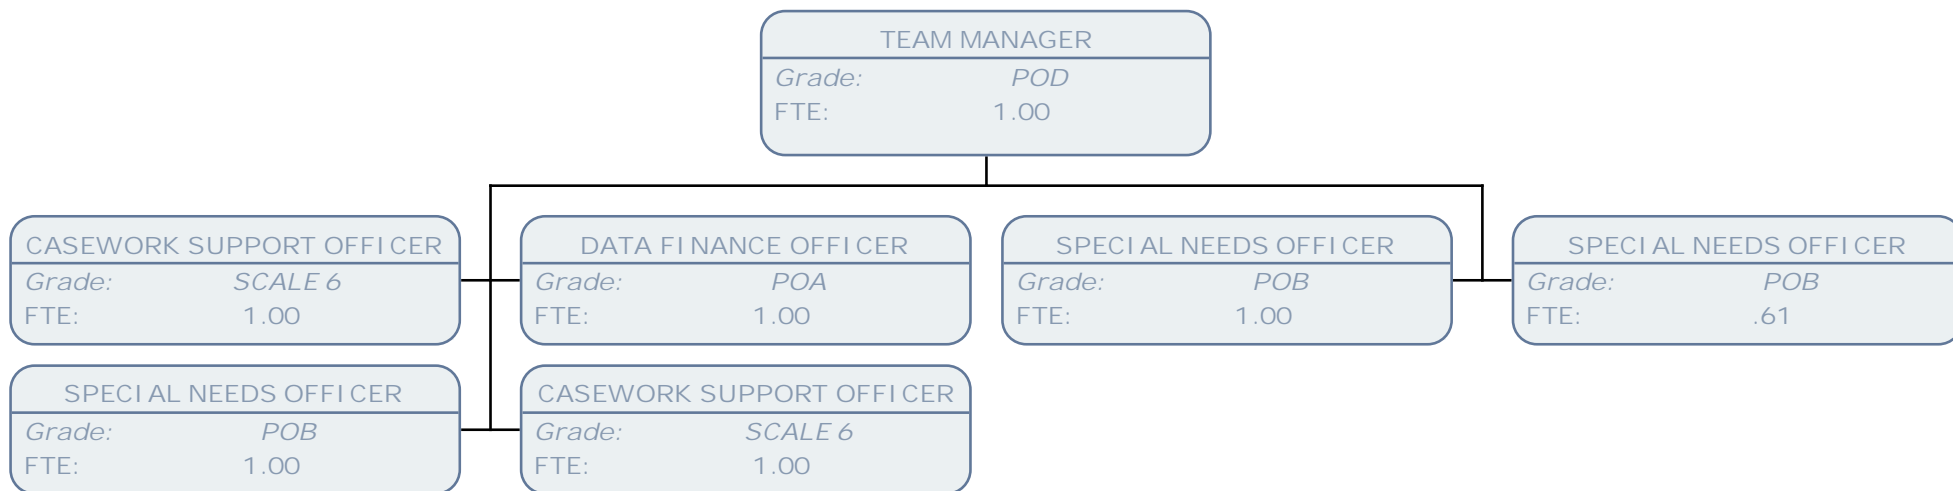 TEAM MANAGER
Grade: POD
FTE: 1.00
CASEWORK SUPPORT OFFICER
Grade: SCALE 6
FTE: 1.00
DATA FINANCE OFFICER
Grade: POA
FTE: 1.00
SPECIAL NEEDS OFFICER
Grade: POB
FTE: 1.00
SPECIAL NEEDS OFFICER
Grade: POB
FTE: .61
SPECIAL NEEDS OFFICER
Grade: POB
FTE: 1.00
CASEWORK SUPPORT OFFICER
Grade: SCALE 6
FTE: 1.00